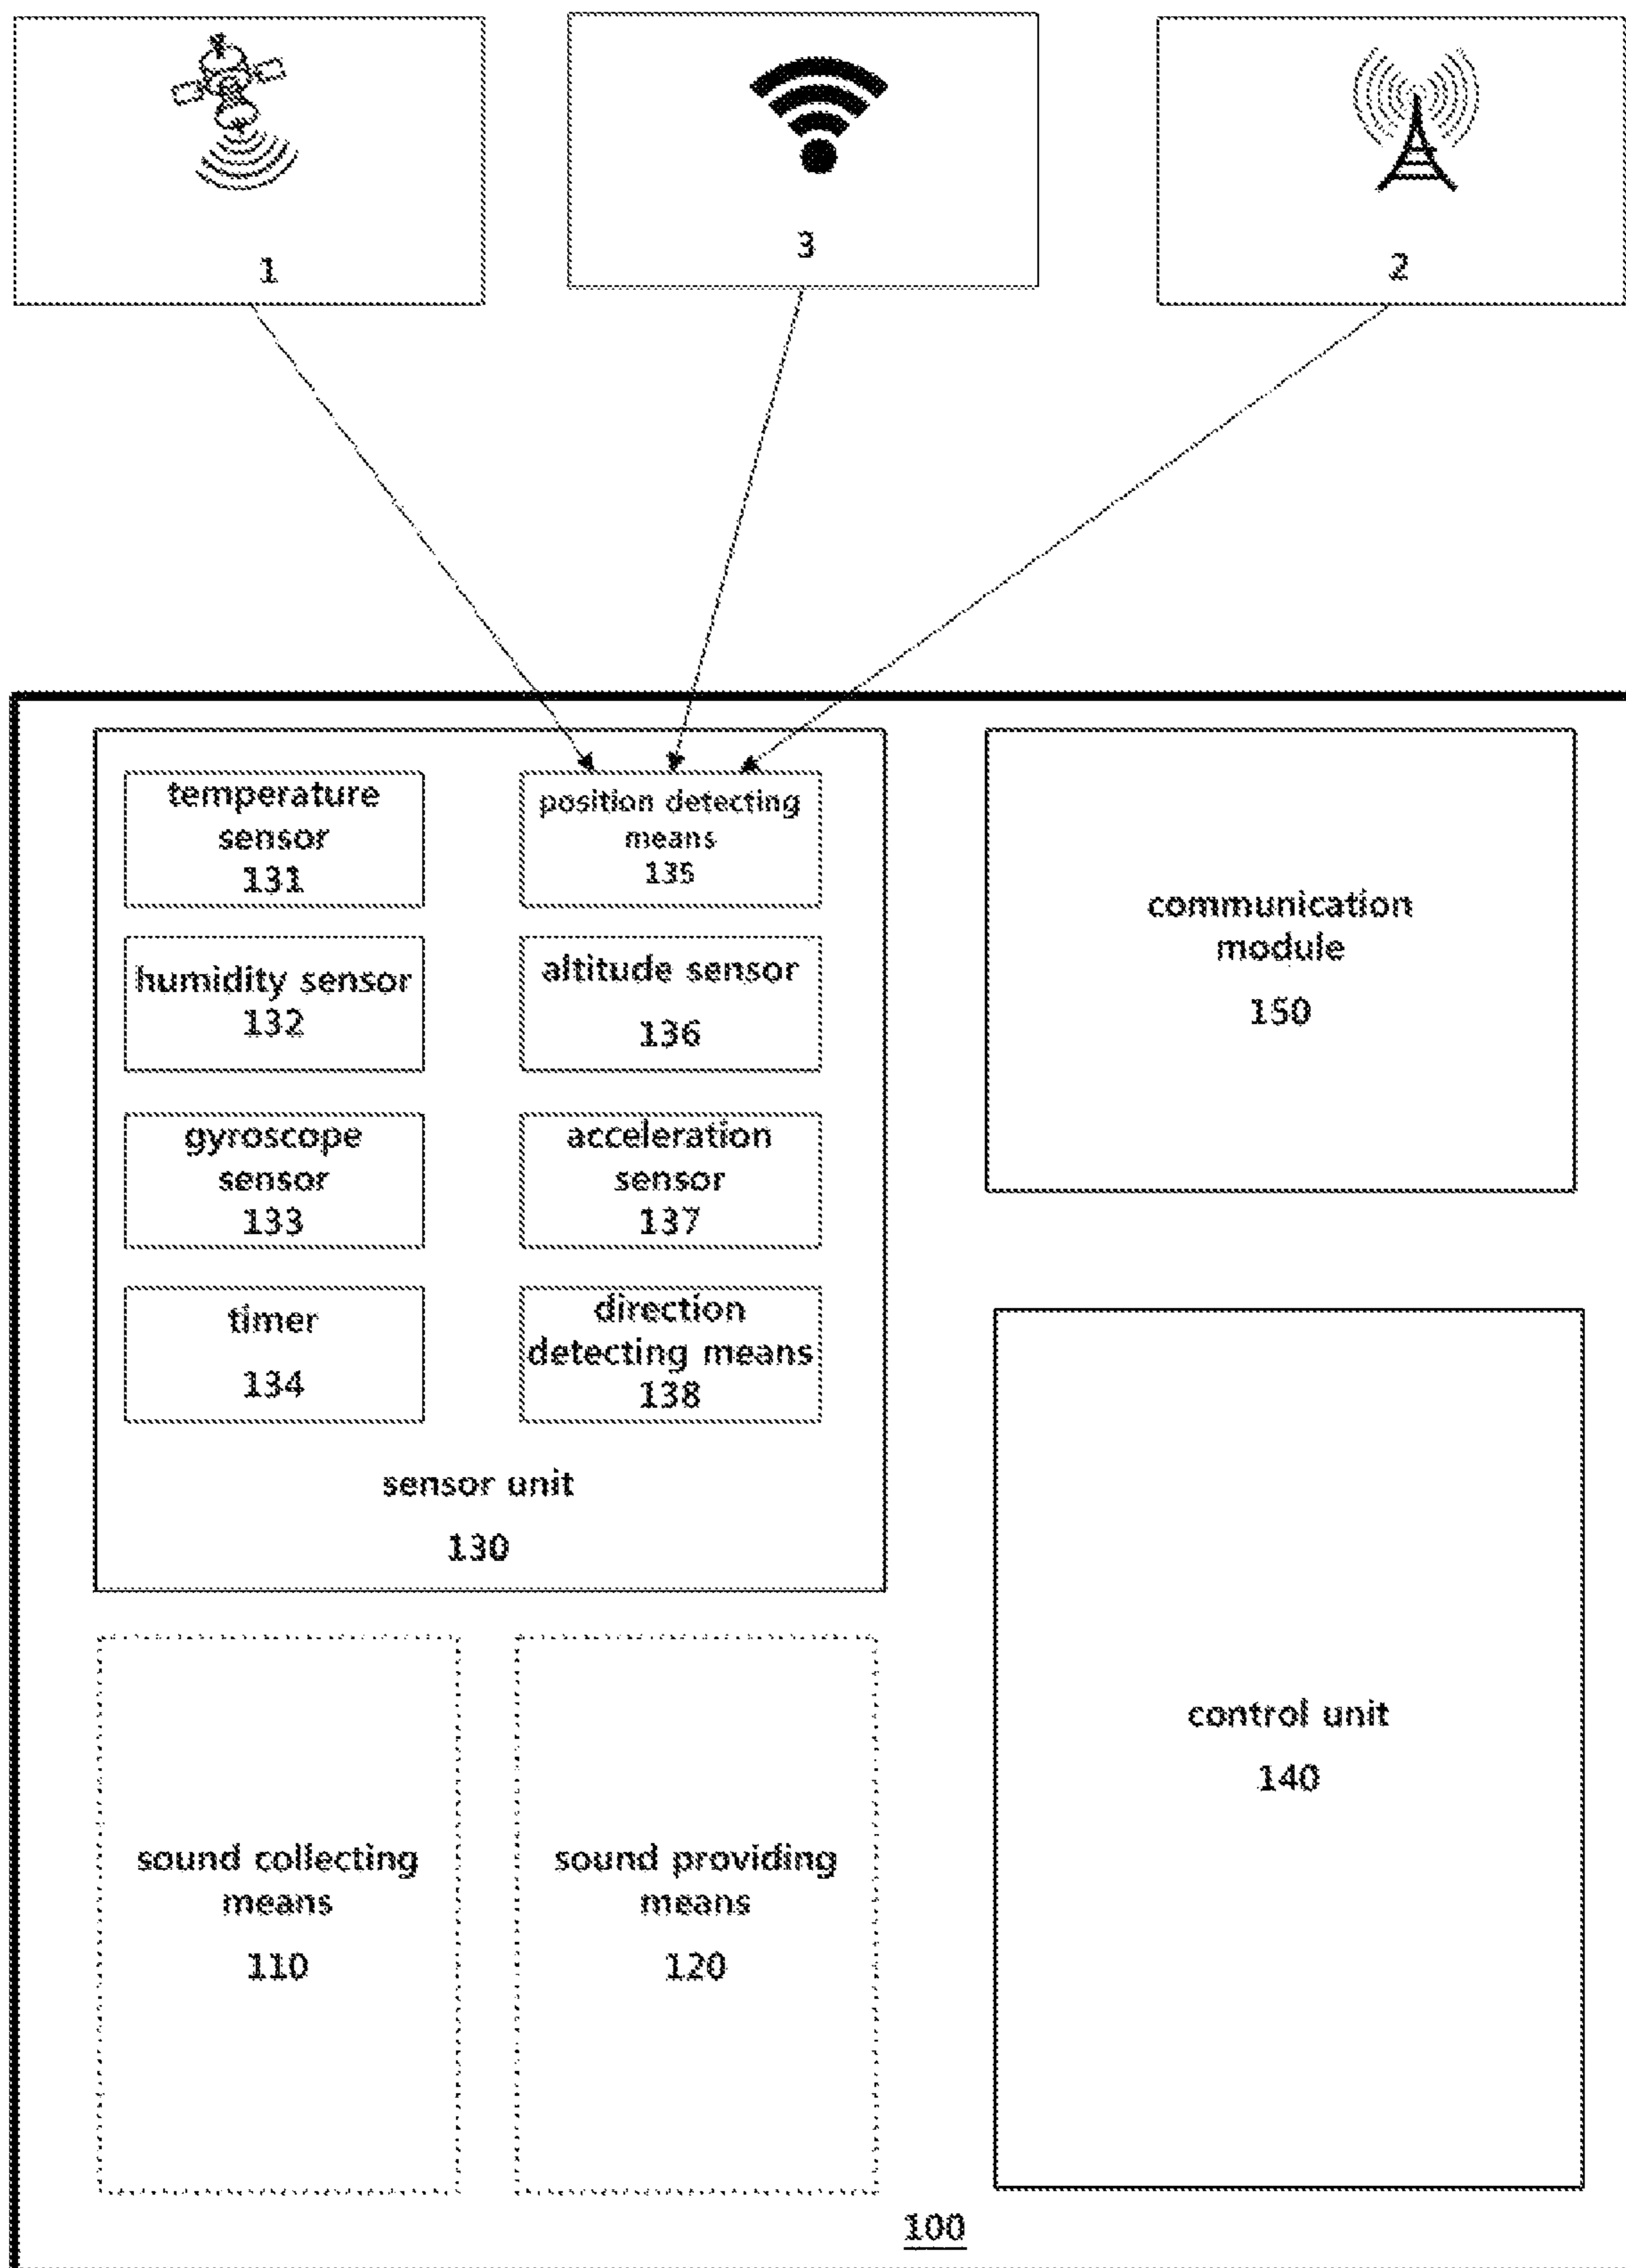 1
3
2
temperature
sensor
131
position detecting
means
135
humidity sensor
132
altitude sensor
136
gyroscope
sensor
133
acceleration
sensor
137
timer
134
direction
detecting means
138
sensor unit
130
communication
module
150
control unit
140
sound collecting
means
110
sound providing
means
120
100